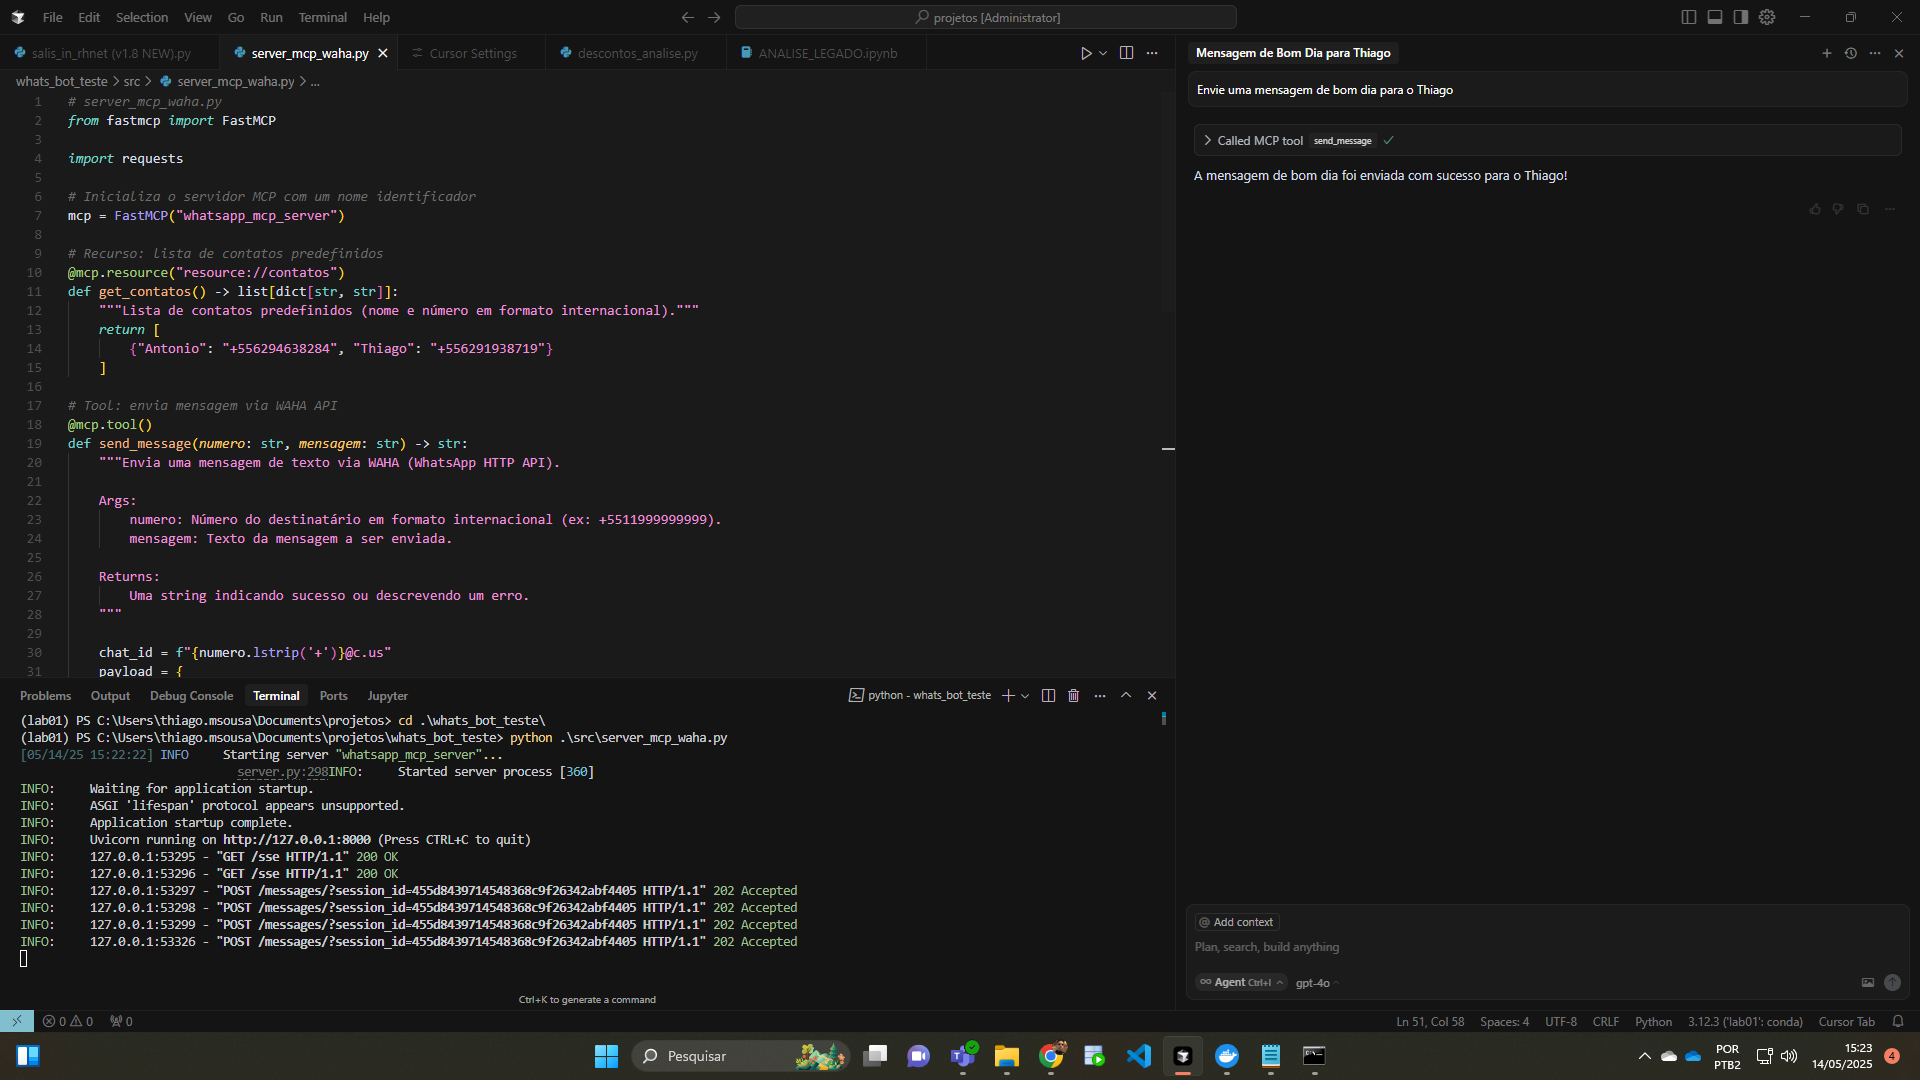 File Edit Selection View Go Run Terminal Help
projetos [Administrator]
salis_in_rhnet (v1.8 NEW).py
server_mcp_waha.py
Cursor Settings
descontos_analise.py
ANALISE_LEGADO.ipynb
whats_bot_teste > src > server_mcp_waha.py > ...
1 # server_mcp_waha.py
2 from fastmcp import FastMCP
3
4 import requests
5
6 # Inicializa o servidor MCP com um nome identificador
7 mcp = FastMCP("whatsapp_mcp_server")
8
9 # Recurso: lista de contatos predefinidos
10 @mcp.resource("resource://contatos")
11 def get_contatos() -> list[dict[str, str]]:
12 """Lista de contatos predefinidos (nome e número em formato internacional)."""
13 return [
14 {"Antonio": "+556294638284", "Thiago": "+556291938719"}
15 ]
16
17 # Tool: envia mensagem via WAHA API
18 @mcp.tool()
19 def send_message(numero: str, mensagem: str) -> str:
20 """Envia uma mensagem de texto via WAHA (WhatsApp HTTP API).
21
22 Args:
23 numero: Número do destinatário em formato internacional (ex: +5511999999999).
24 mensagem: Texto da mensagem a ser enviada.
25
26 Returns:
27 Uma string indicando sucesso ou descrevendo um erro.
28 """
29
30 chat_id = f"{numero.lstrip('+')}@c.us"
31 payload = {
Problems Output Debug Console Terminal Ports Jupyter
python - whats_bot_teste
(lab01) PS C:\Users\thiago.msousa\Documents\projetos> cd .\whats_bot_teste\
(lab01) PS C:\Users\thiago.msousa\Documents\projetos\whats_bot_teste> python .\src\server_mcp_waha.py
[05/14/25 15:22:22] INFO Starting server "whatsapp_mcp_server"...
server.py:298INFO: Started server process [360]
INFO: Waiting for application startup.
INFO: ASGI 'lifespan' protocol appears unsupported.
INFO: Application startup complete.
INFO: Uvicorn running on http://127.0.0.1:8000 (Press CTRL+C to quit)
INFO: 127.0.0.1:53295 - "GET /sse HTTP/1.1" 200 OK
INFO: 127.0.0.1:53296 - "GET /sse HTTP/1.1" 200 OK
INFO: 127.0.0.1:53297 - "POST /messages/?session_id=455d8439714548368c9f26342abf4405 HTTP/1.1" 202 Accepted
INFO: 127.0.0.1:53298 - "POST /messages/?session_id=455d8439714548368c9f26342abf4405 HTTP/1.1" 202 Accepted
INFO: 127.0.0.1:53299 - "POST /messages/?session_id=455d8439714548368c9f26342abf4405 HTTP/1.1" 202 Accepted
INFO: 127.0.0.1:53326 - "POST /messages/?session_id=455d8439714548368c9f26342abf4405 HTTP/1.1" 202 Accepted
Ctrl+K to generate a command
Mensagem de Bom Dia para Thiago
Envie uma mensagem de bom dia para o Thiago
Called MCP tool send_message
A mensagem de bom dia foi enviada com sucesso para o Thiago!
@ Add context
Plan, search, build anything
Agent Ctrl+I gpt-4o
0 0 0
Ln 51, Col 58 Spaces: 4 UTF-8 CRLF Python 3.12.3 ('lab01': conda) Cursor Tab
Pesquisar
POR
PTB2
15:23
14/05/2025
4